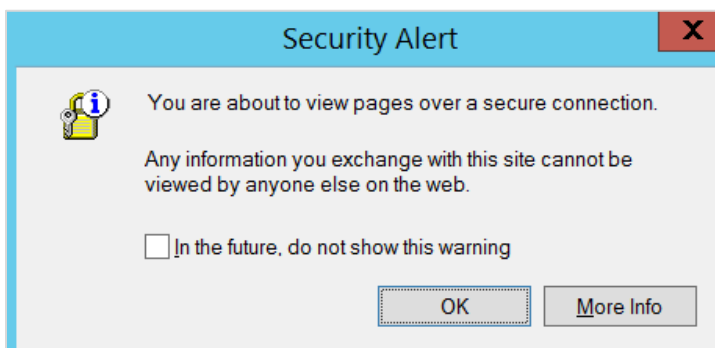 Security Alert
X
You are about to view pages over a secure connection.
Any information you exchange with this site cannot be
viewed by anyone else on the web.
In the future, do not show this warning
OK
More Info